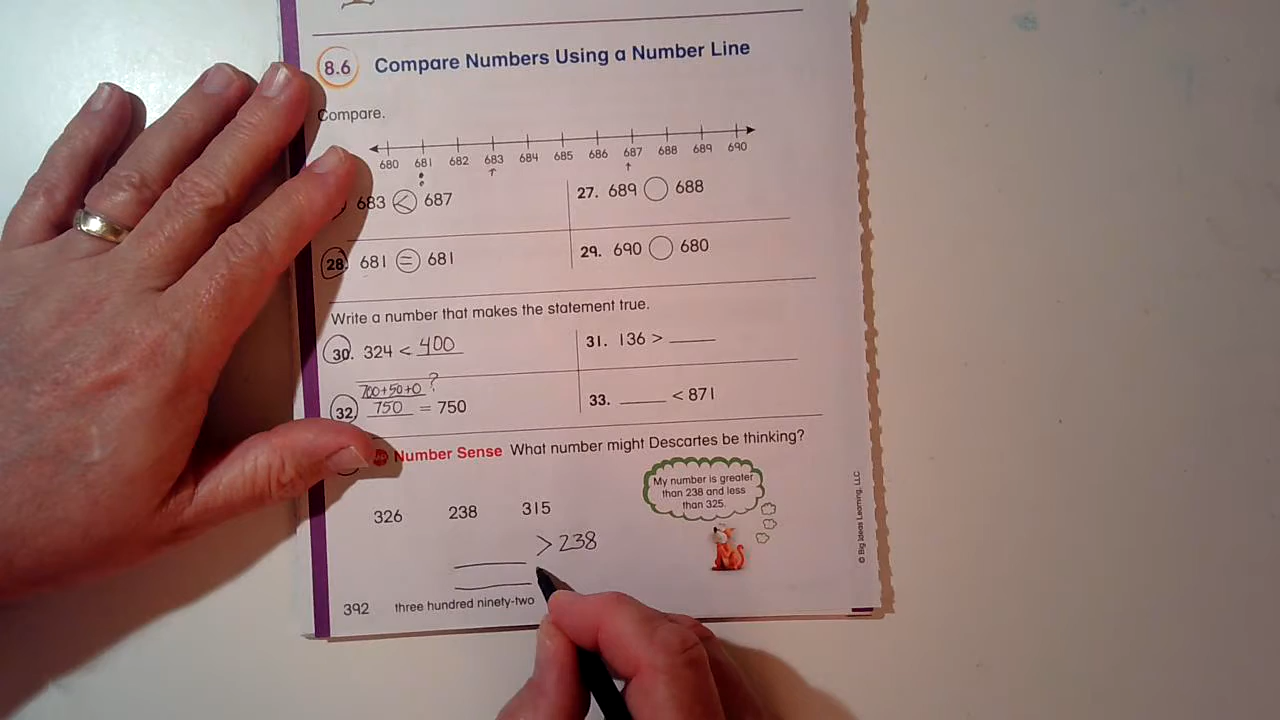 8.6 Compare Numbers Using a Number Line
Compare.
680 681 682 683 684 685 686 687 688 689 690
683 < 687
27. 689 ◯ 688
28. 681 = 681
29. 690 ◯ 680
Write a number that makes the statement true.
30. 324 < 400
31. 136 > ____
700+50+0 ?
32. 750 = 750
33. ____ < 871
Number Sense What number might Descartes be thinking?
My number is greater
than 238 and less
than 325.
326 238 315
____ > 238
____
392 three hundred ninety-two
© Big Ideas Learning, LLC